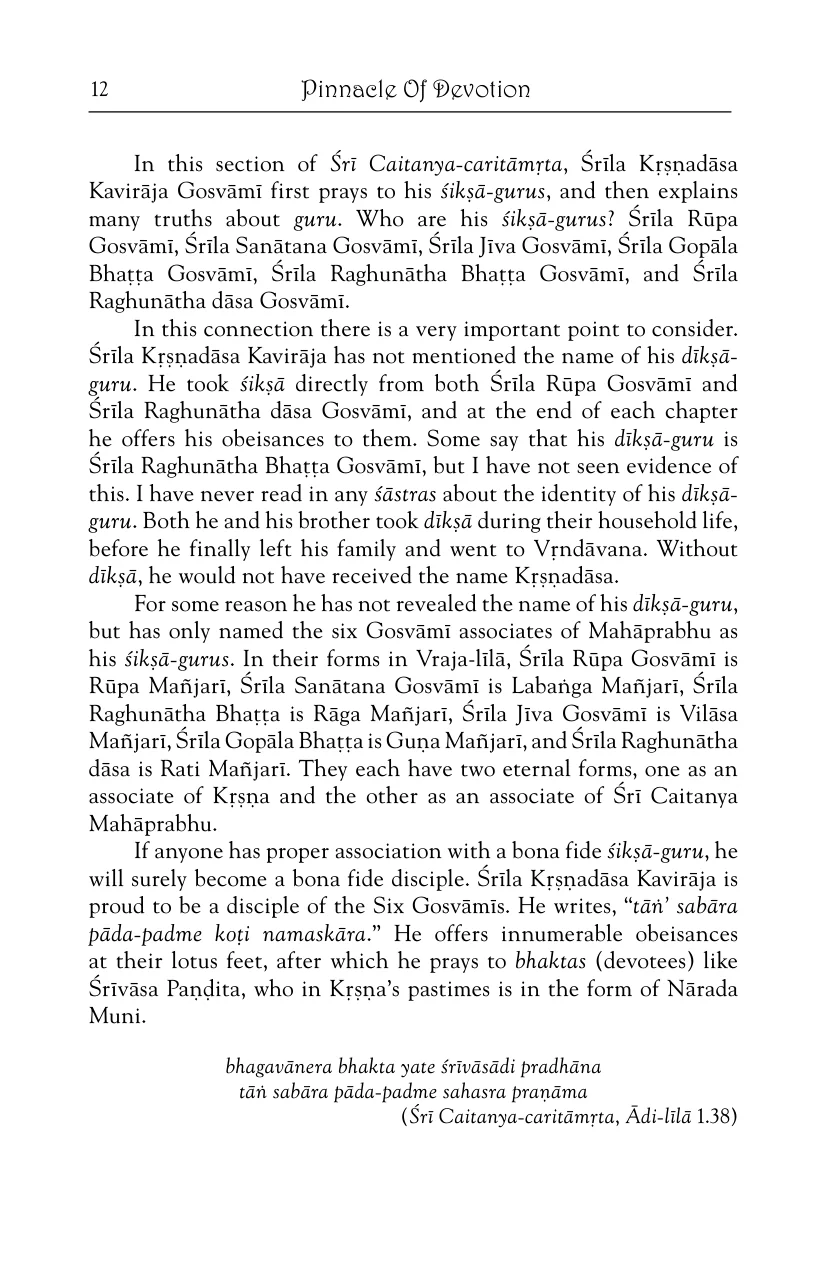 12 Pinnacle Of Devotion
In this section of Śrī Caitanya-caritāmṛta, Śrīla Kṛṣṇadāsa
Kavirāja Gosvāmī first prays to his śikṣā-gurus, and then explains
many truths about guru. Who are his śikṣā-gurus? Śrīla Rūpa
Gosvāmī, Śrīla Sanātana Gosvāmī, Śrīla Jīva Gosvāmī, Śrīla Gopāla
Bhaṭṭa Gosvāmī, Śrīla Raghunātha Bhaṭṭa Gosvāmī, and Śrīla
Raghunātha dāsa Gosvāmī.
In this connection there is a very important point to consider.
Śrīla Kṛṣṇadāsa Kavirāja has not mentioned the name of his dīkṣā-
guru. He took śikṣā directly from both Śrīla Rūpa Gosvāmī and
Śrīla Raghunātha dāsa Gosvāmī, and at the end of each chapter
he offers his obeisances to them. Some say that his dīkṣā-guru is
Śrīla Raghunātha Bhaṭṭa Gosvāmī, but I have not seen evidence of
this. I have never read in any śāstras about the identity of his dīkṣā-
guru. Both he and his brother took dīkṣā during their household life,
before he finally left his family and went to Vṛndāvana. Without
dīkṣā, he would not have received the name Kṛṣṇadāsa.
For some reason he has not revealed the name of his dīkṣā-guru,
but has only named the six Gosvāmī associates of Mahāprabhu as
his śikṣā-gurus. In their forms in Vraja-līlā, Śrīla Rūpa Gosvāmī is
Rūpa Mañjarī, Śrīla Sanātana Gosvāmī is Labaṅga Mañjarī, Śrīla
Raghunātha Bhaṭṭa is Rāga Mañjarī, Śrīla Jīva Gosvāmī is Vilāsa
Mañjarī, Śrīla Gopāla Bhaṭṭa is Guṇa Mañjarī, and Śrīla Raghunātha
dāsa is Rati Mañjarī. They each have two eternal forms, one as an
associate of Kṛṣṇa and the other as an associate of Śrī Caitanya
Mahāprabhu.
If anyone has proper association with a bona fide śikṣā-guru, he
will surely become a bona fide disciple. Śrīla Kṛṣṇadāsa Kavirāja is
proud to be a disciple of the Six Gosvāmīs. He writes, “tāṅ’ sabāra
pāda-padme koṭi namaskāra.” He offers innumerable obeisances
at their lotus feet, after which he prays to bhaktas (devotees) like
Śrīvāsa Paṇḍita, who in Kṛṣṇa’s pastimes is in the form of Nārada
Muni.
bhagavānera bhakta yate śrīvāsādi pradhāna
tāṅ sabāra pāda-padme sahasra praṇāma
(Śrī Caitanya-caritāmṛta, Ādi-līlā 1.38)